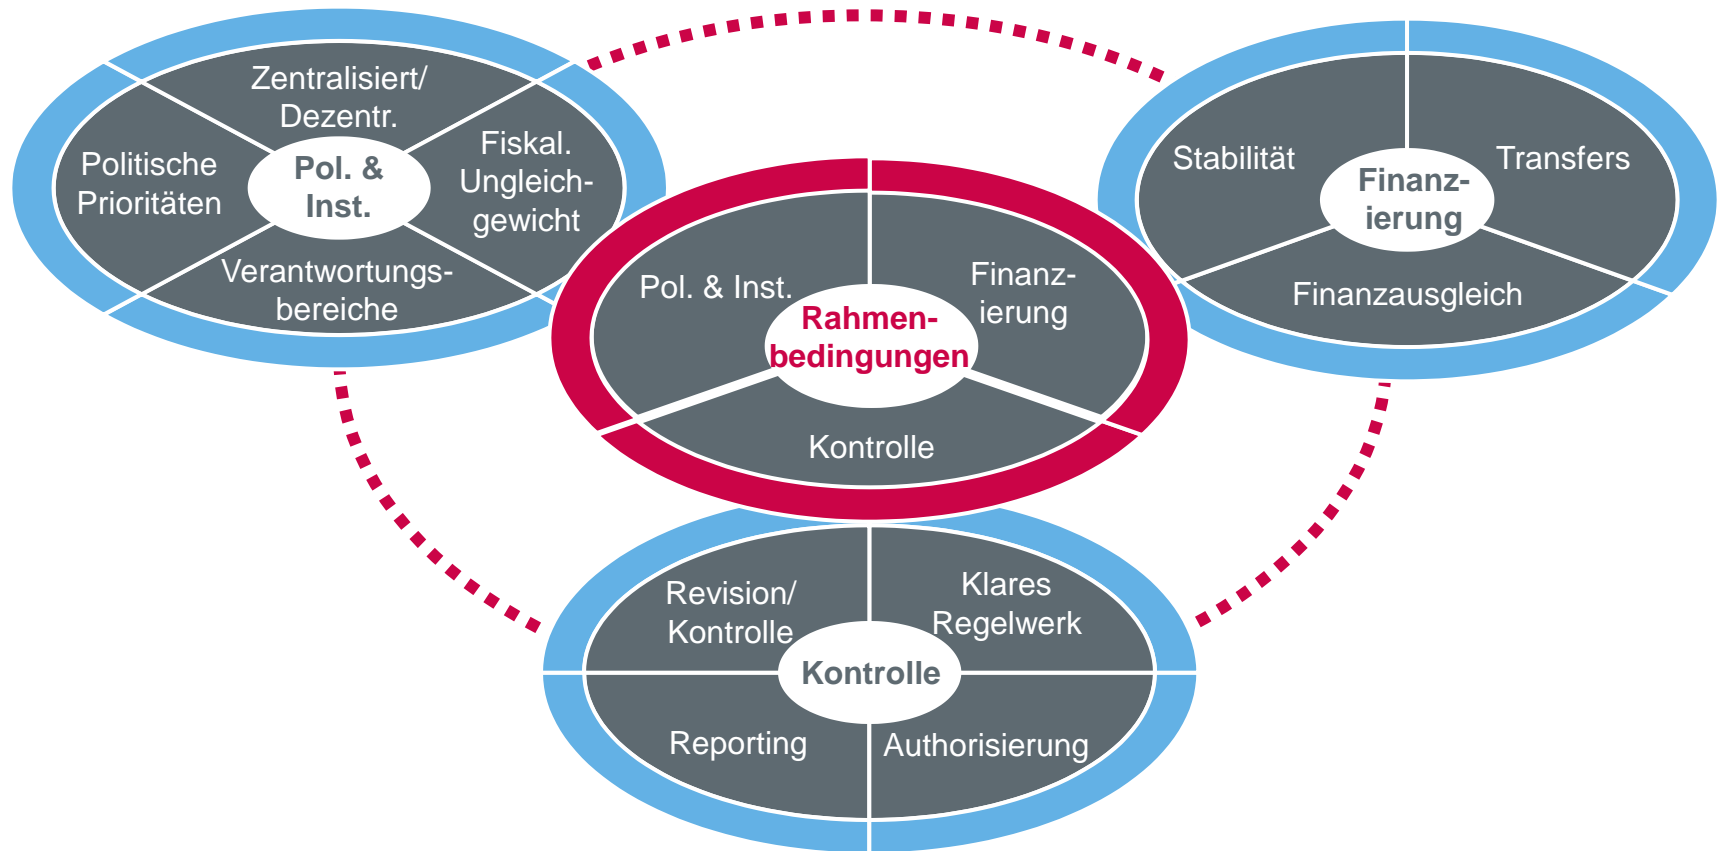 Zentralisiert/
Dezentr.
Politische
Prioritäten
Pol. &
Inst.
Fiskal.
Ungleich-
gewicht
Verantwortungs-
bereiche
Stabilität
Transfers
Finanz-
ierung
Finanzausgleich
Pol. & Inst.
Finanz-
ierung
Rahmen-
bedingungen
Kontrolle
Revision/
Kontrolle
Klares
Regelwerk
Kontrolle
Reporting
Authorisierung